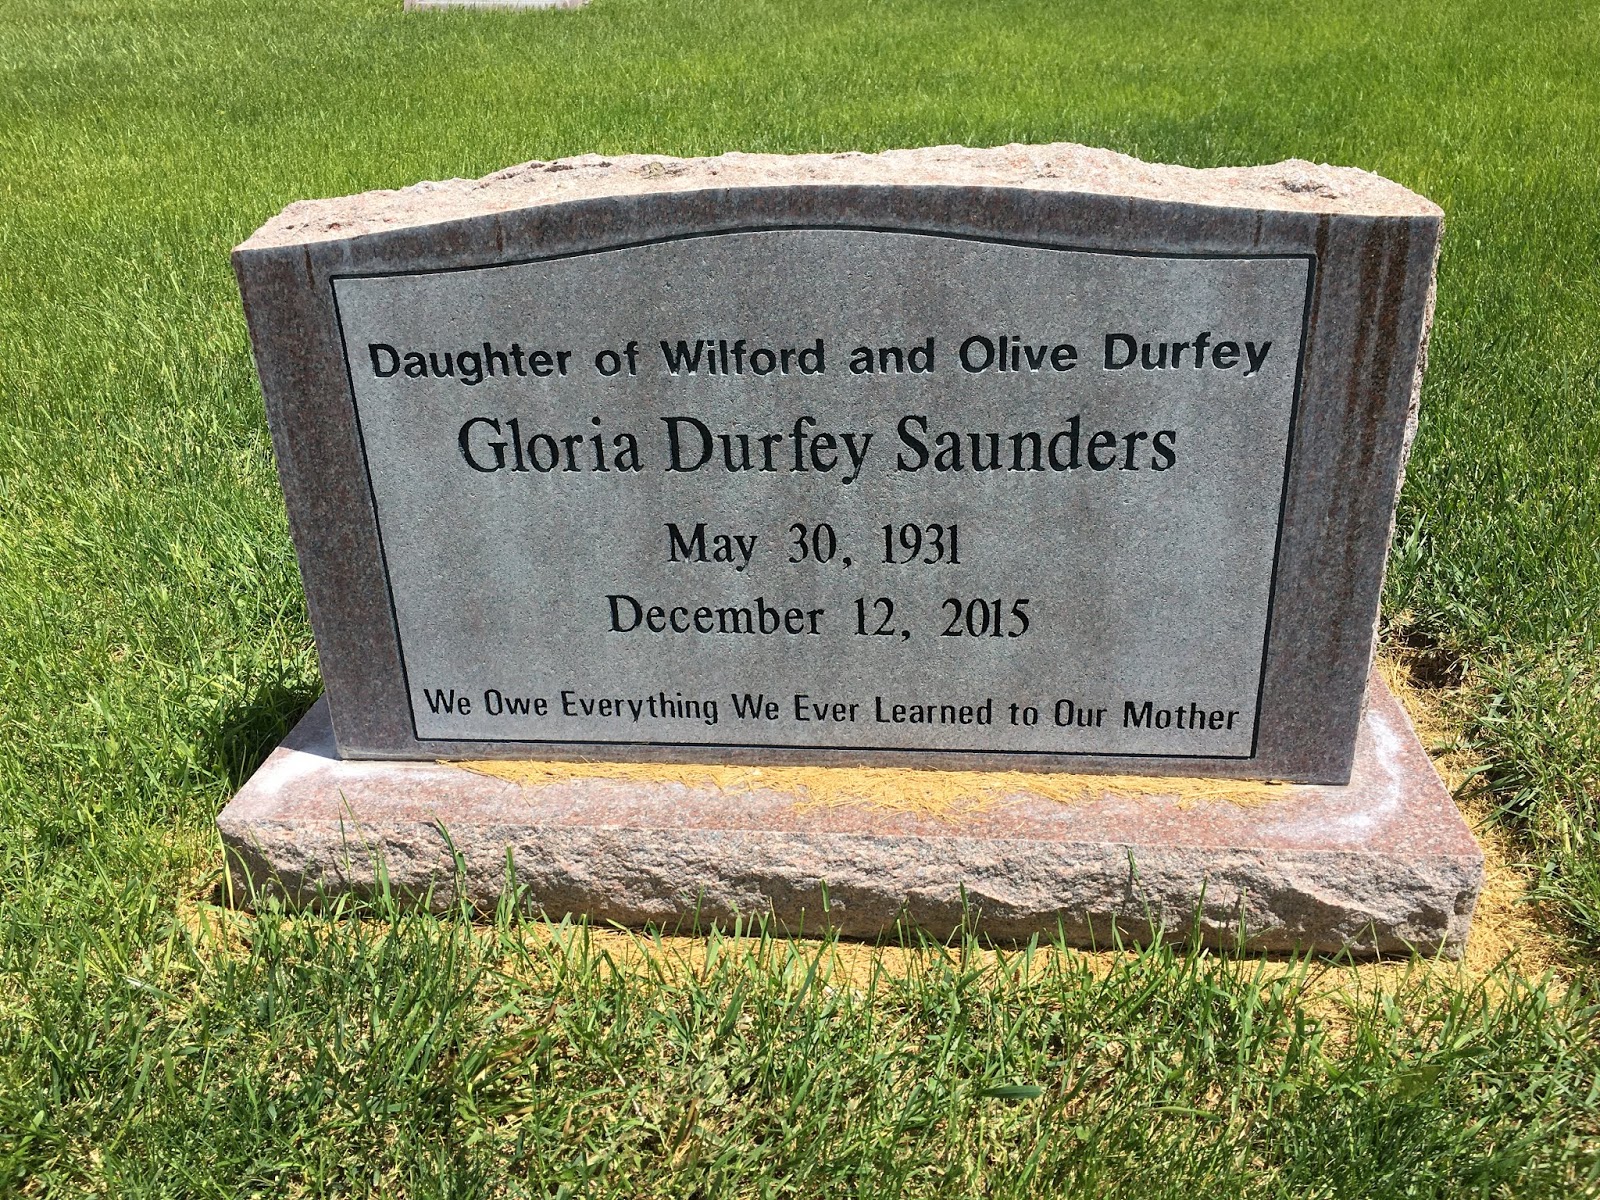 Daughter of Wilford and Olive Durfey
Gloria Durfey Saunders
May 30, 1931
December 12, 2015
We Owe Everything We Ever Learned to Our Mother